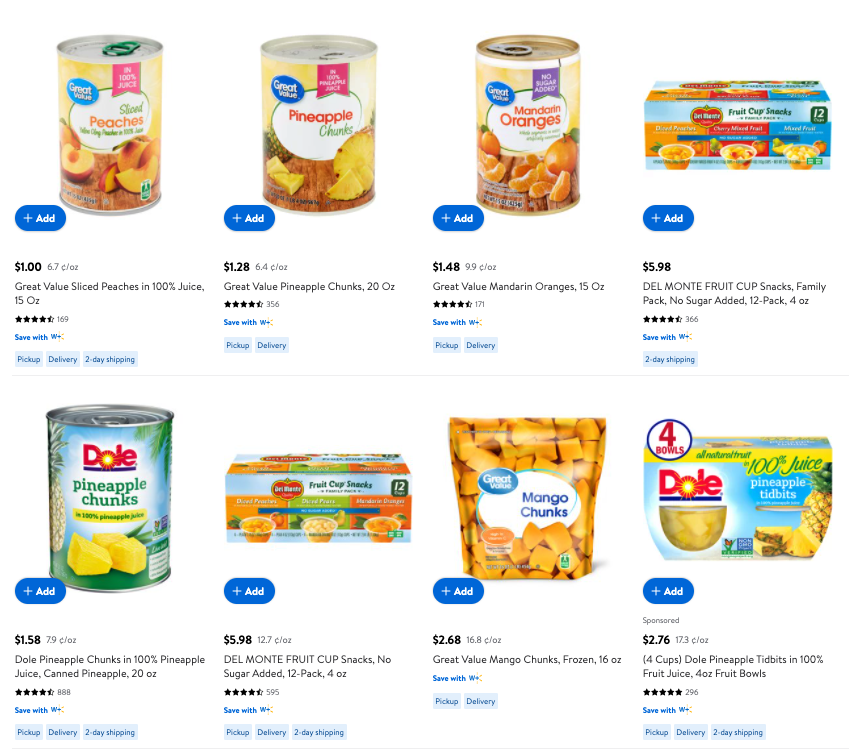 IN
100%
JUICE
Great
Value
Sliced
Peaches
Yellow Cling Peaches in 100% Juice
IN
100%
PINEAPPLE
JUICE
Great
Value
Pineapple
Chunks
NO
SUGAR
ADDED*
Great
Value
Mandarin
Oranges
Del Monte
Fruit Cup Snacks
FAMILY PACK
12
Diced Peaches
Cherry Mixed Fruit
Mixed Fruit
+ Add
+ Add
+ Add
+ Add
$1.00 6.7 ¢/oz
$1.28 6.4 ¢/oz
$1.48 9.9 ¢/oz
$5.98
Great Value Sliced Peaches in 100% Juice,
15 Oz
169
Save with W+
Pickup Delivery 2-day shipping
Great Value Pineapple Chunks, 20 Oz
356
Save with W+
Pickup Delivery
Great Value Mandarin Oranges, 15 Oz
171
Save with W+
Pickup Delivery
DEL MONTE FRUIT CUP Snacks, Family
Pack, No Sugar Added, 12-Pack, 4 oz
366
Save with W+
2-day shipping
Dole
pineapple
chunks
in 100% pineapple juice
Del Monte
Fruit Cup Snacks
FAMILY PACK
12
Diced Peaches
Diced Pears
Mandarin Oranges
Great
Value
Mango
Chunks
4
BOWLS
all natural fruit
in 100% Juice
Dole
pineapple
tidbits
NON
GMO
VERIFIED
+ Add
+ Add
+ Add
+ Add
Sponsored
$1.58 7.9 ¢/oz
$5.98 12.7 ¢/oz
$2.68 16.8 ¢/oz
$2.76 17.3 ¢/oz
Dole Pineapple Chunks in 100% Pineapple
Juice, Canned Pineapple, 20 oz
888
Save with W+
Pickup Delivery 2-day shipping
DEL MONTE FRUIT CUP Snacks, No
Sugar Added, 12-Pack, 4 oz
595
Save with W+
Pickup Delivery 2-day shipping
Great Value Mango Chunks, Frozen, 16 oz
Save with W+
Pickup Delivery
(4 Cups) Dole Pineapple Tidbits in 100%
Fruit Juice, 4oz Fruit Bowls
296
Save with W+
Pickup Delivery 2-day shipping